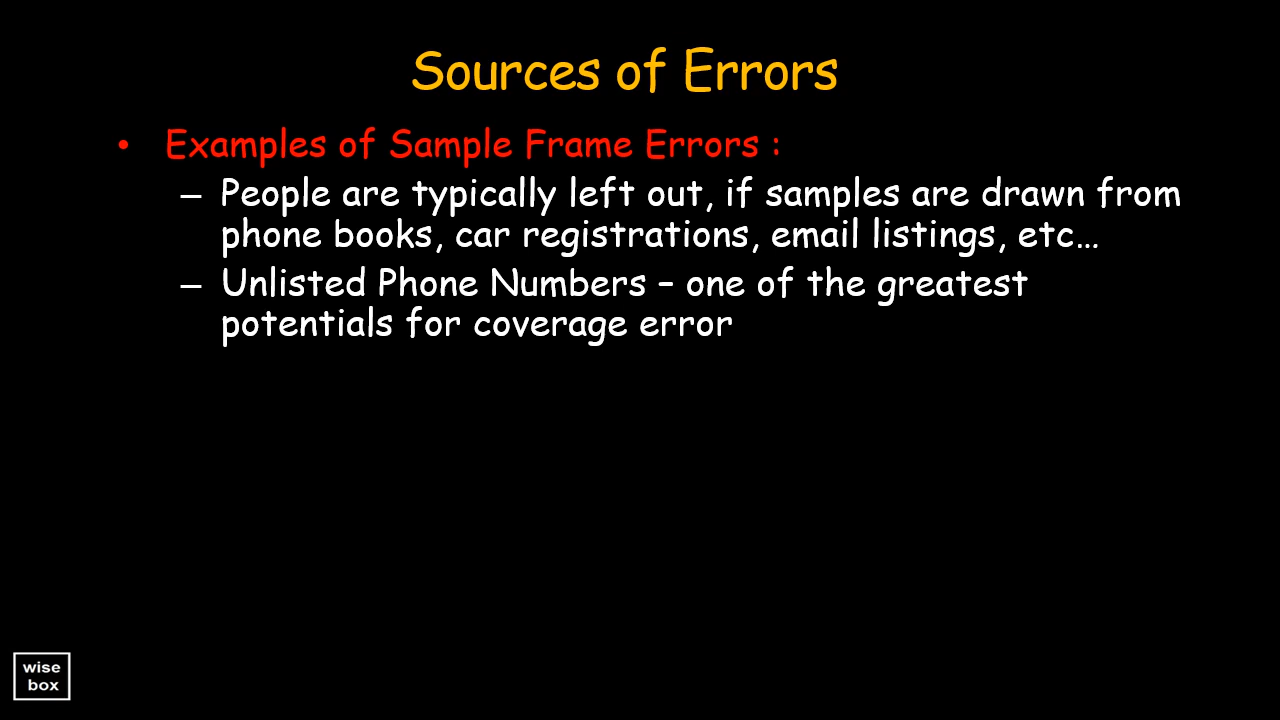 Sources of Errors
• Examples of Sample Frame Errors :
– People are typically left out, if samples are drawn from
phone books, car registrations, email listings, etc…
– Unlisted Phone Numbers – one of the greatest
potentials for coverage error
wise
box